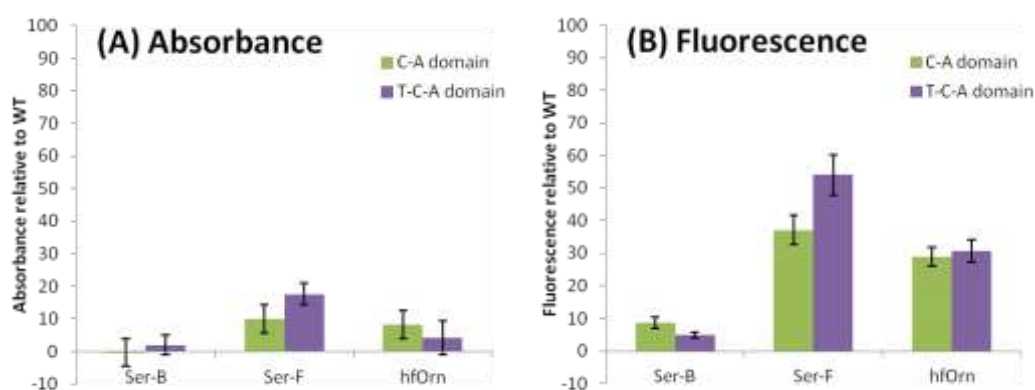 (A) Absorbance
C-A domain
T-C-A domain
Absorbance relative to WT
100
90
80
70
60
50
40
30
20
10
0
-10
Ser-B Ser-F hfOrn
(B) Fluorescence
C-A domain
T-C-A domain
Fluorescence relative to WT
100
90
80
70
60
50
40
30
20
10
0
-10
Ser-B Ser-F hfOrn